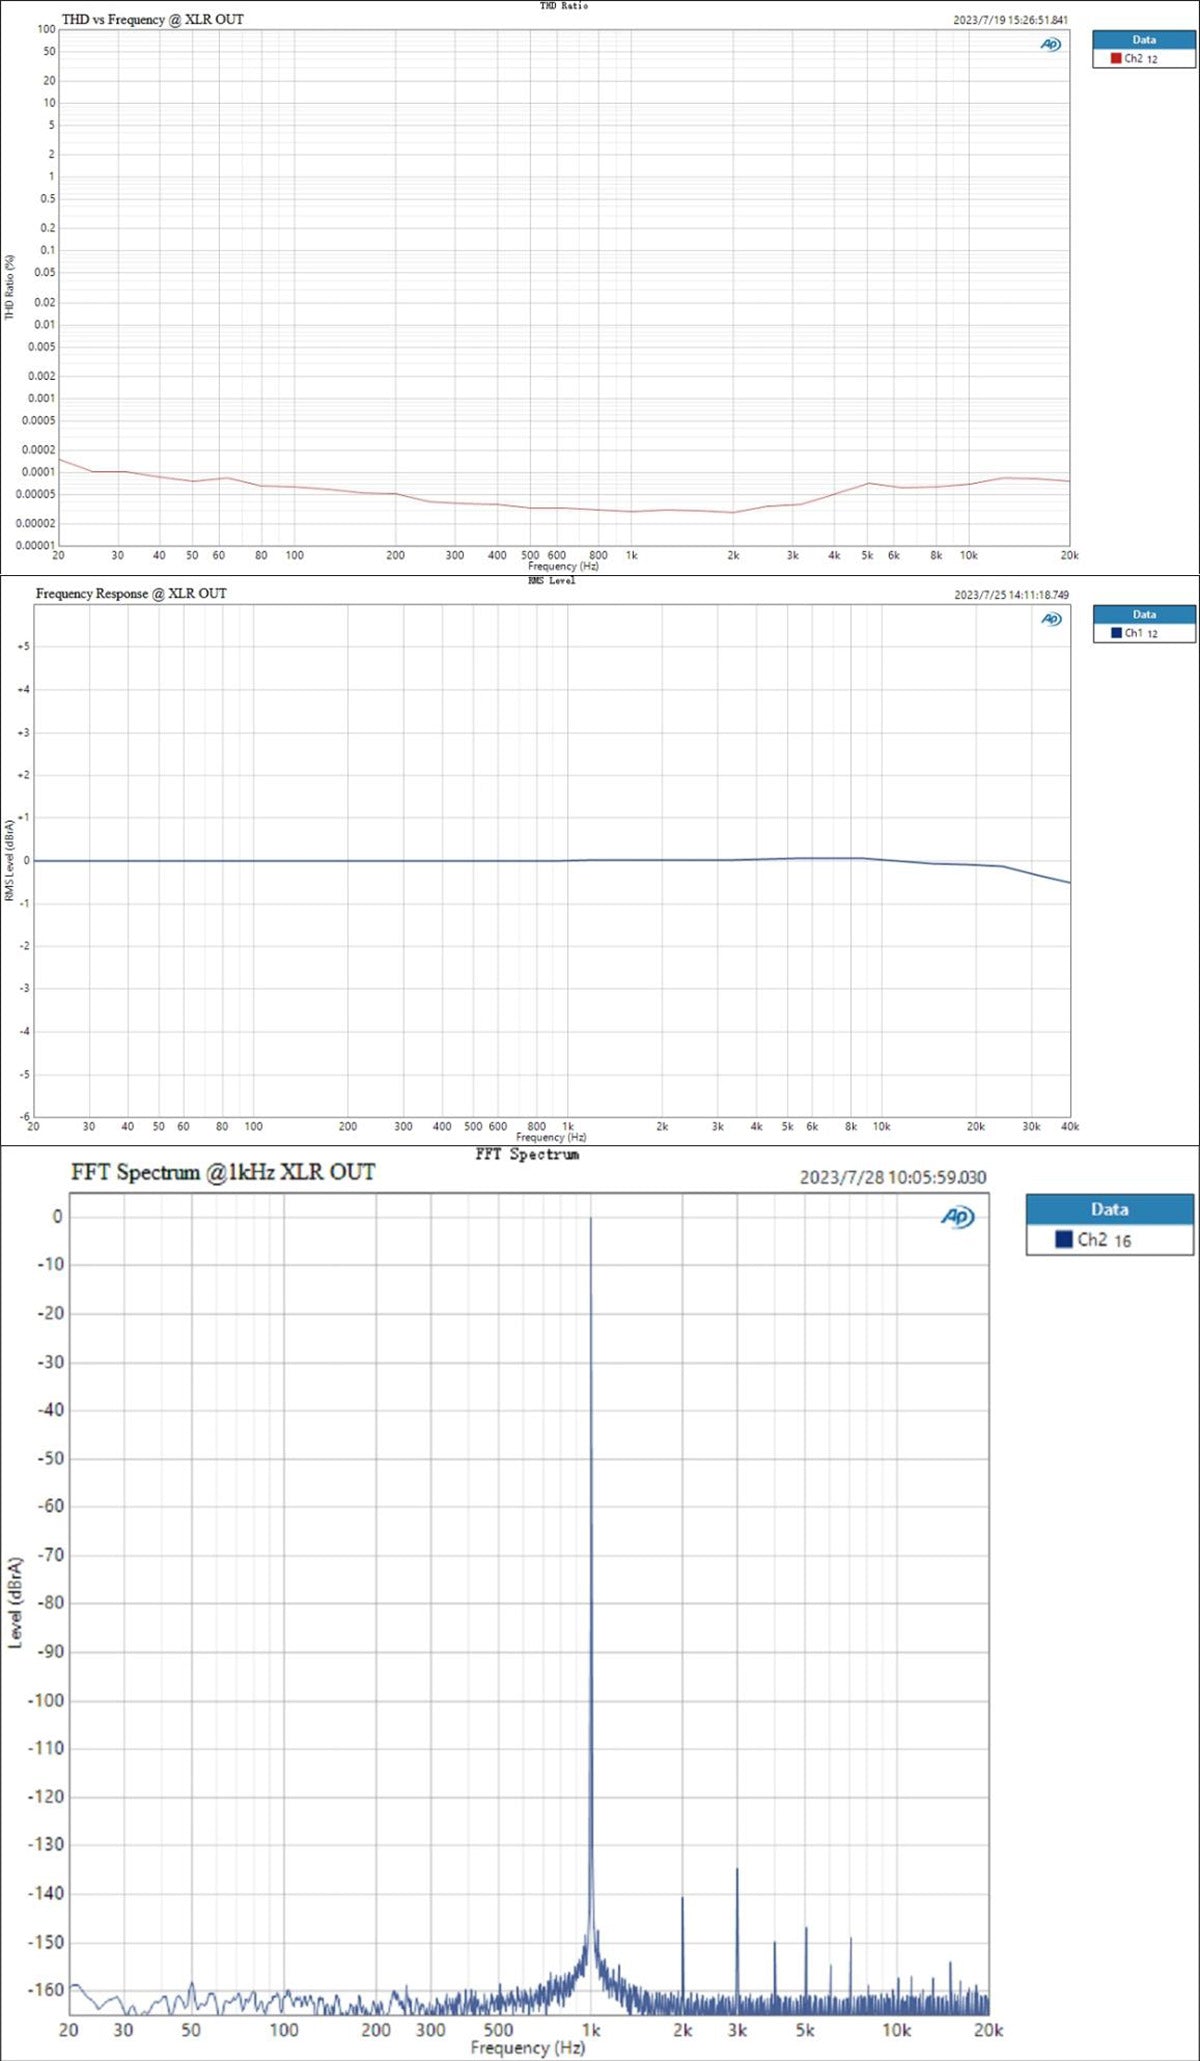 THD Ratio
THD vs Frequency @ XLR OUT
2023/7/19 15:26:51.841
Data
Ch2 12
AP
THD Ratio (%)
100
50
20
10
5
2
1
0.5
0.2
0.1
0.05
0.02
0.01
0.005
0.002
0.001
0.0005
0.0002
0.0001
0.00005
0.00002
0.00001
20 30 40 50 60 80 100 200 300 400 500 600 800 1k 2k 3k 4k 5k 6k 8k 10k 20k
Frequency (Hz)
RMS Level
Frequency Response @ XLR OUT
2023/7/25 14:11:18.749
Data
Ch1 12
AP
RMS Level (dBrA)
+5
+4
+3
+2
+1
0
-1
-2
-3
-4
-5
-6
20 30 40 50 60 80 100 200 300 400 500 600 800 1k 2k 3k 4k 5k 6k 8k 10k 20k 30k 40k
Frequency (Hz)
FFT Spectrum
FFT Spectrum @1kHz XLR OUT
2023/7/28 10:05:59.030
Data
Ch2 16
AP
Level (dBrA)
0
-10
-20
-30
-40
-50
-60
-70
-80
-90
-100
-110
-120
-130
-140
-150
-160
20 30 50 100 200 300 500 1k 2k 3k 5k 10k 20k
Frequency (Hz)